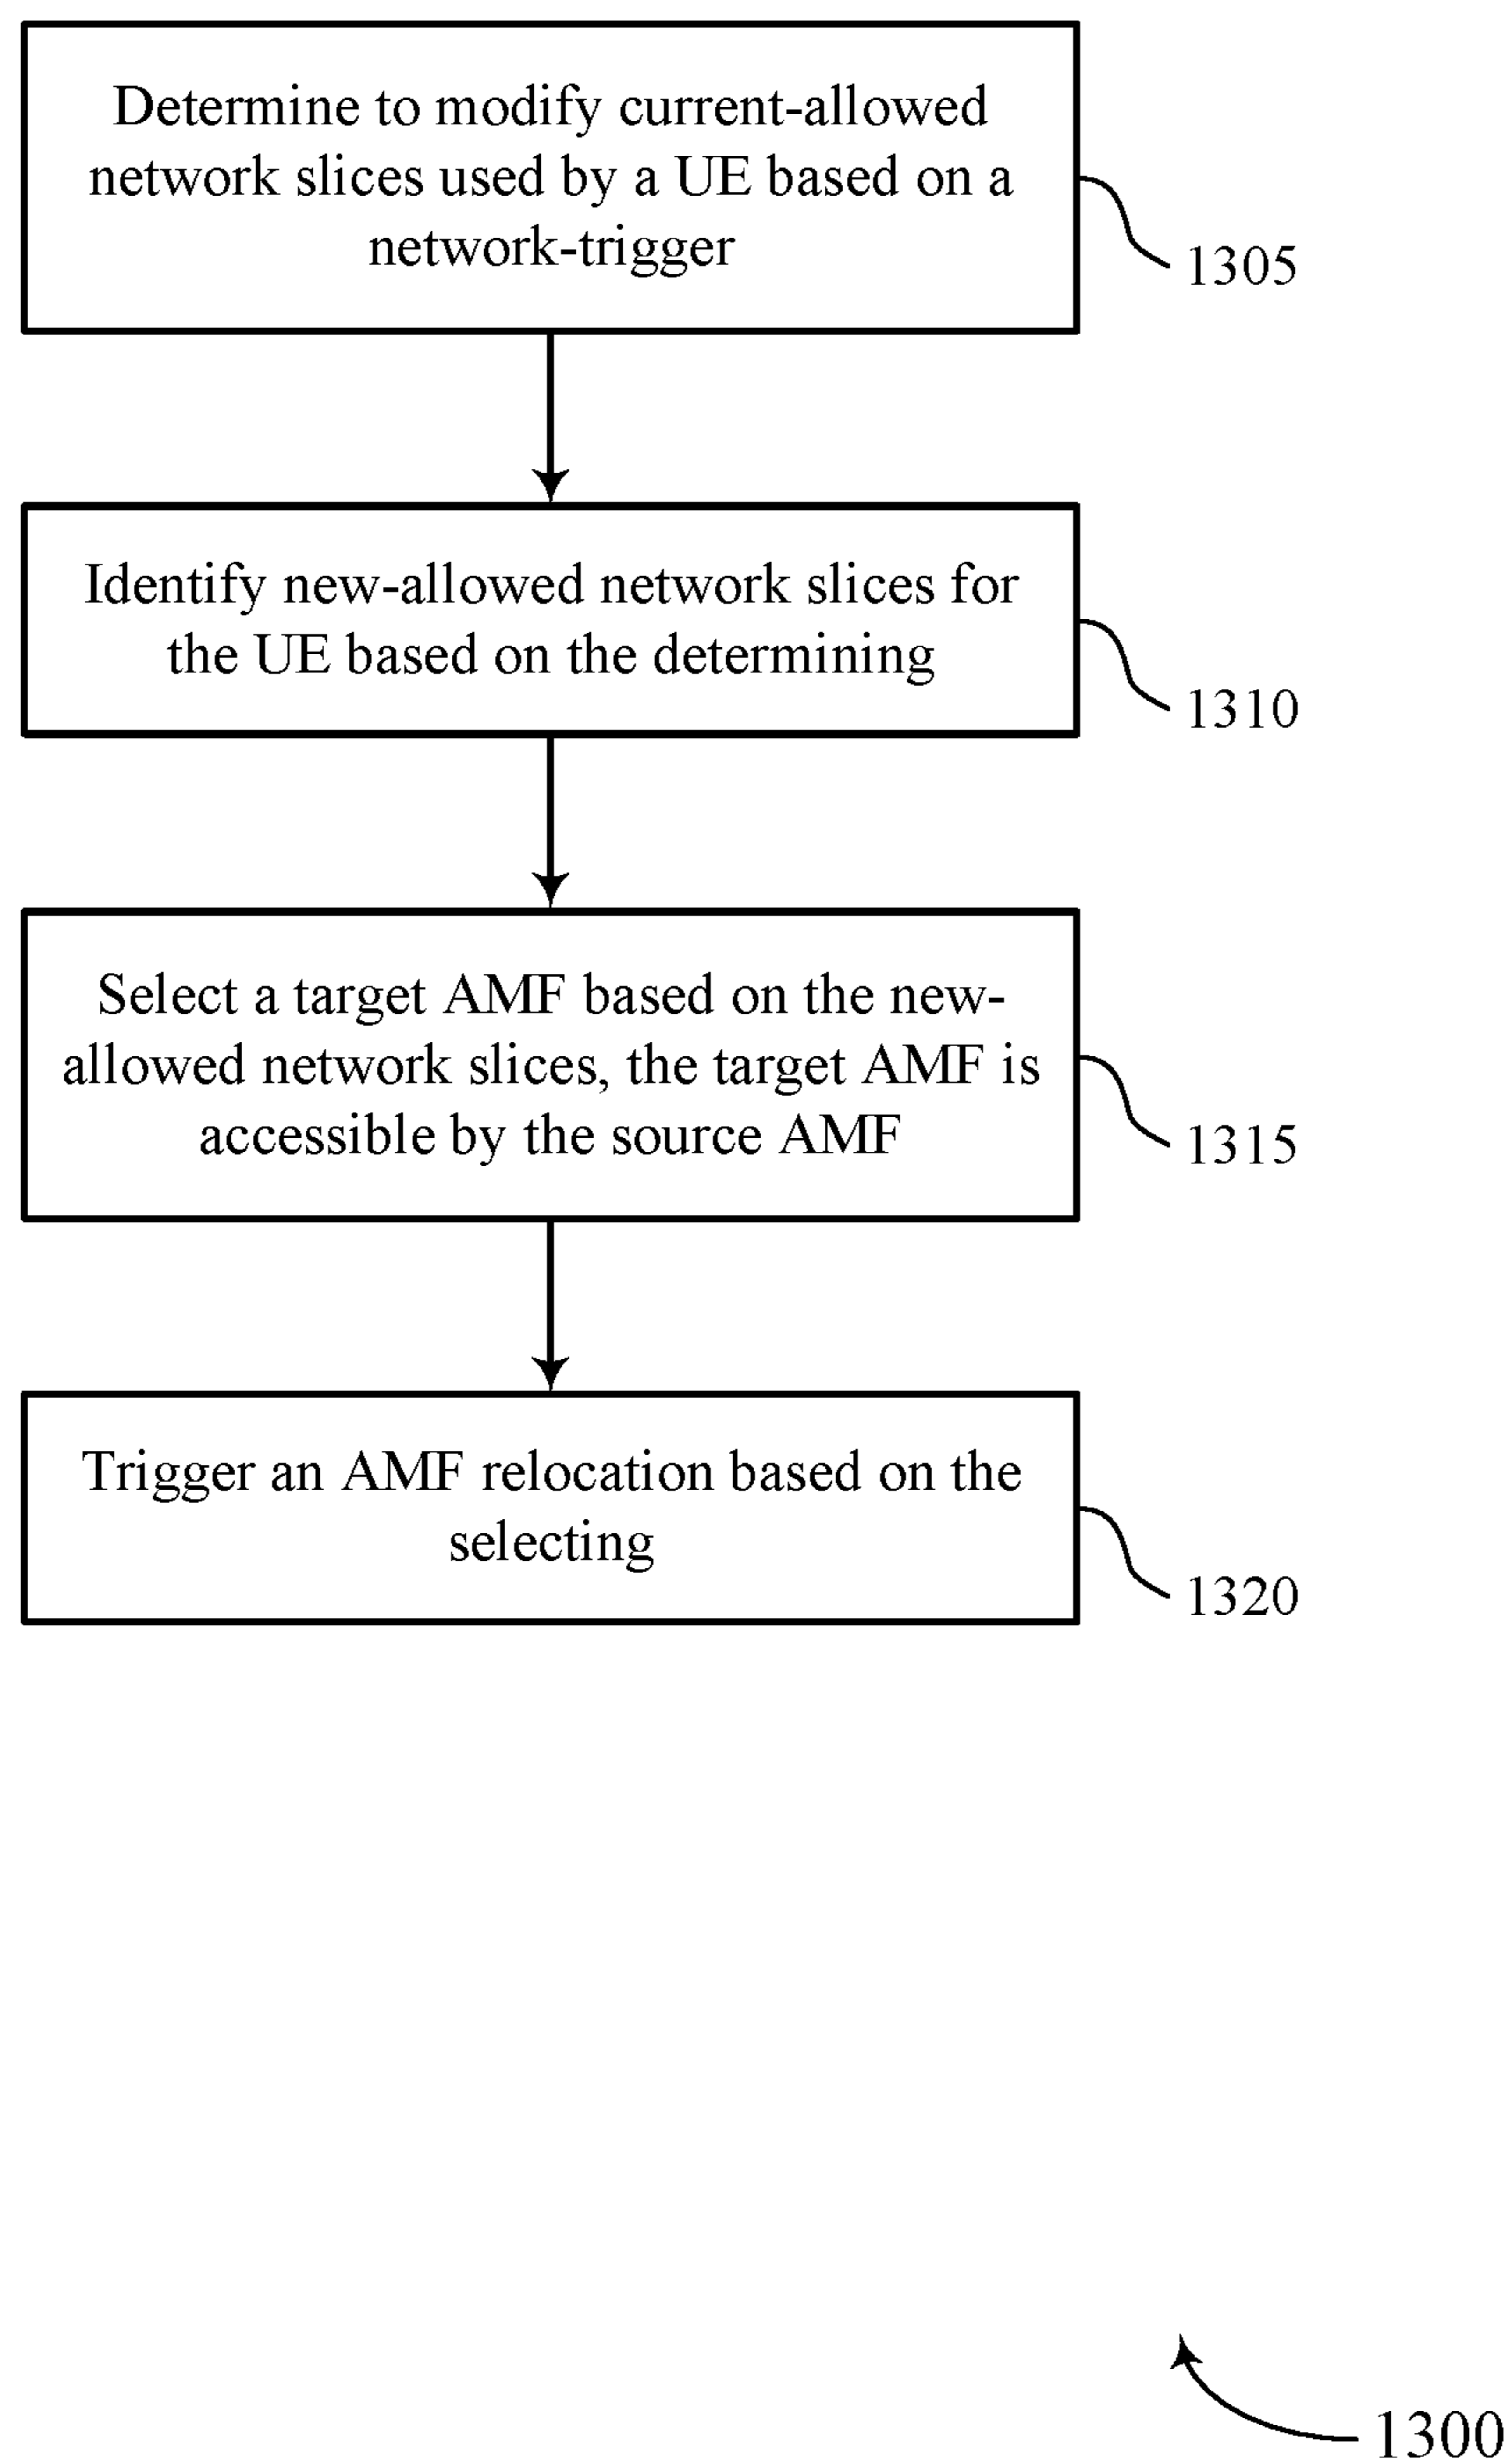 Determine to modify current-allowed
network slices used by a UE based on a
network-trigger
1305
Identify new-allowed network slices for
the UE based on the determining
1310
Select a target AMF based on the new-
allowed network slices, the target AMF is
accessible by the source AMF
1315
Trigger an AMF relocation based on the
selecting
1320
1300